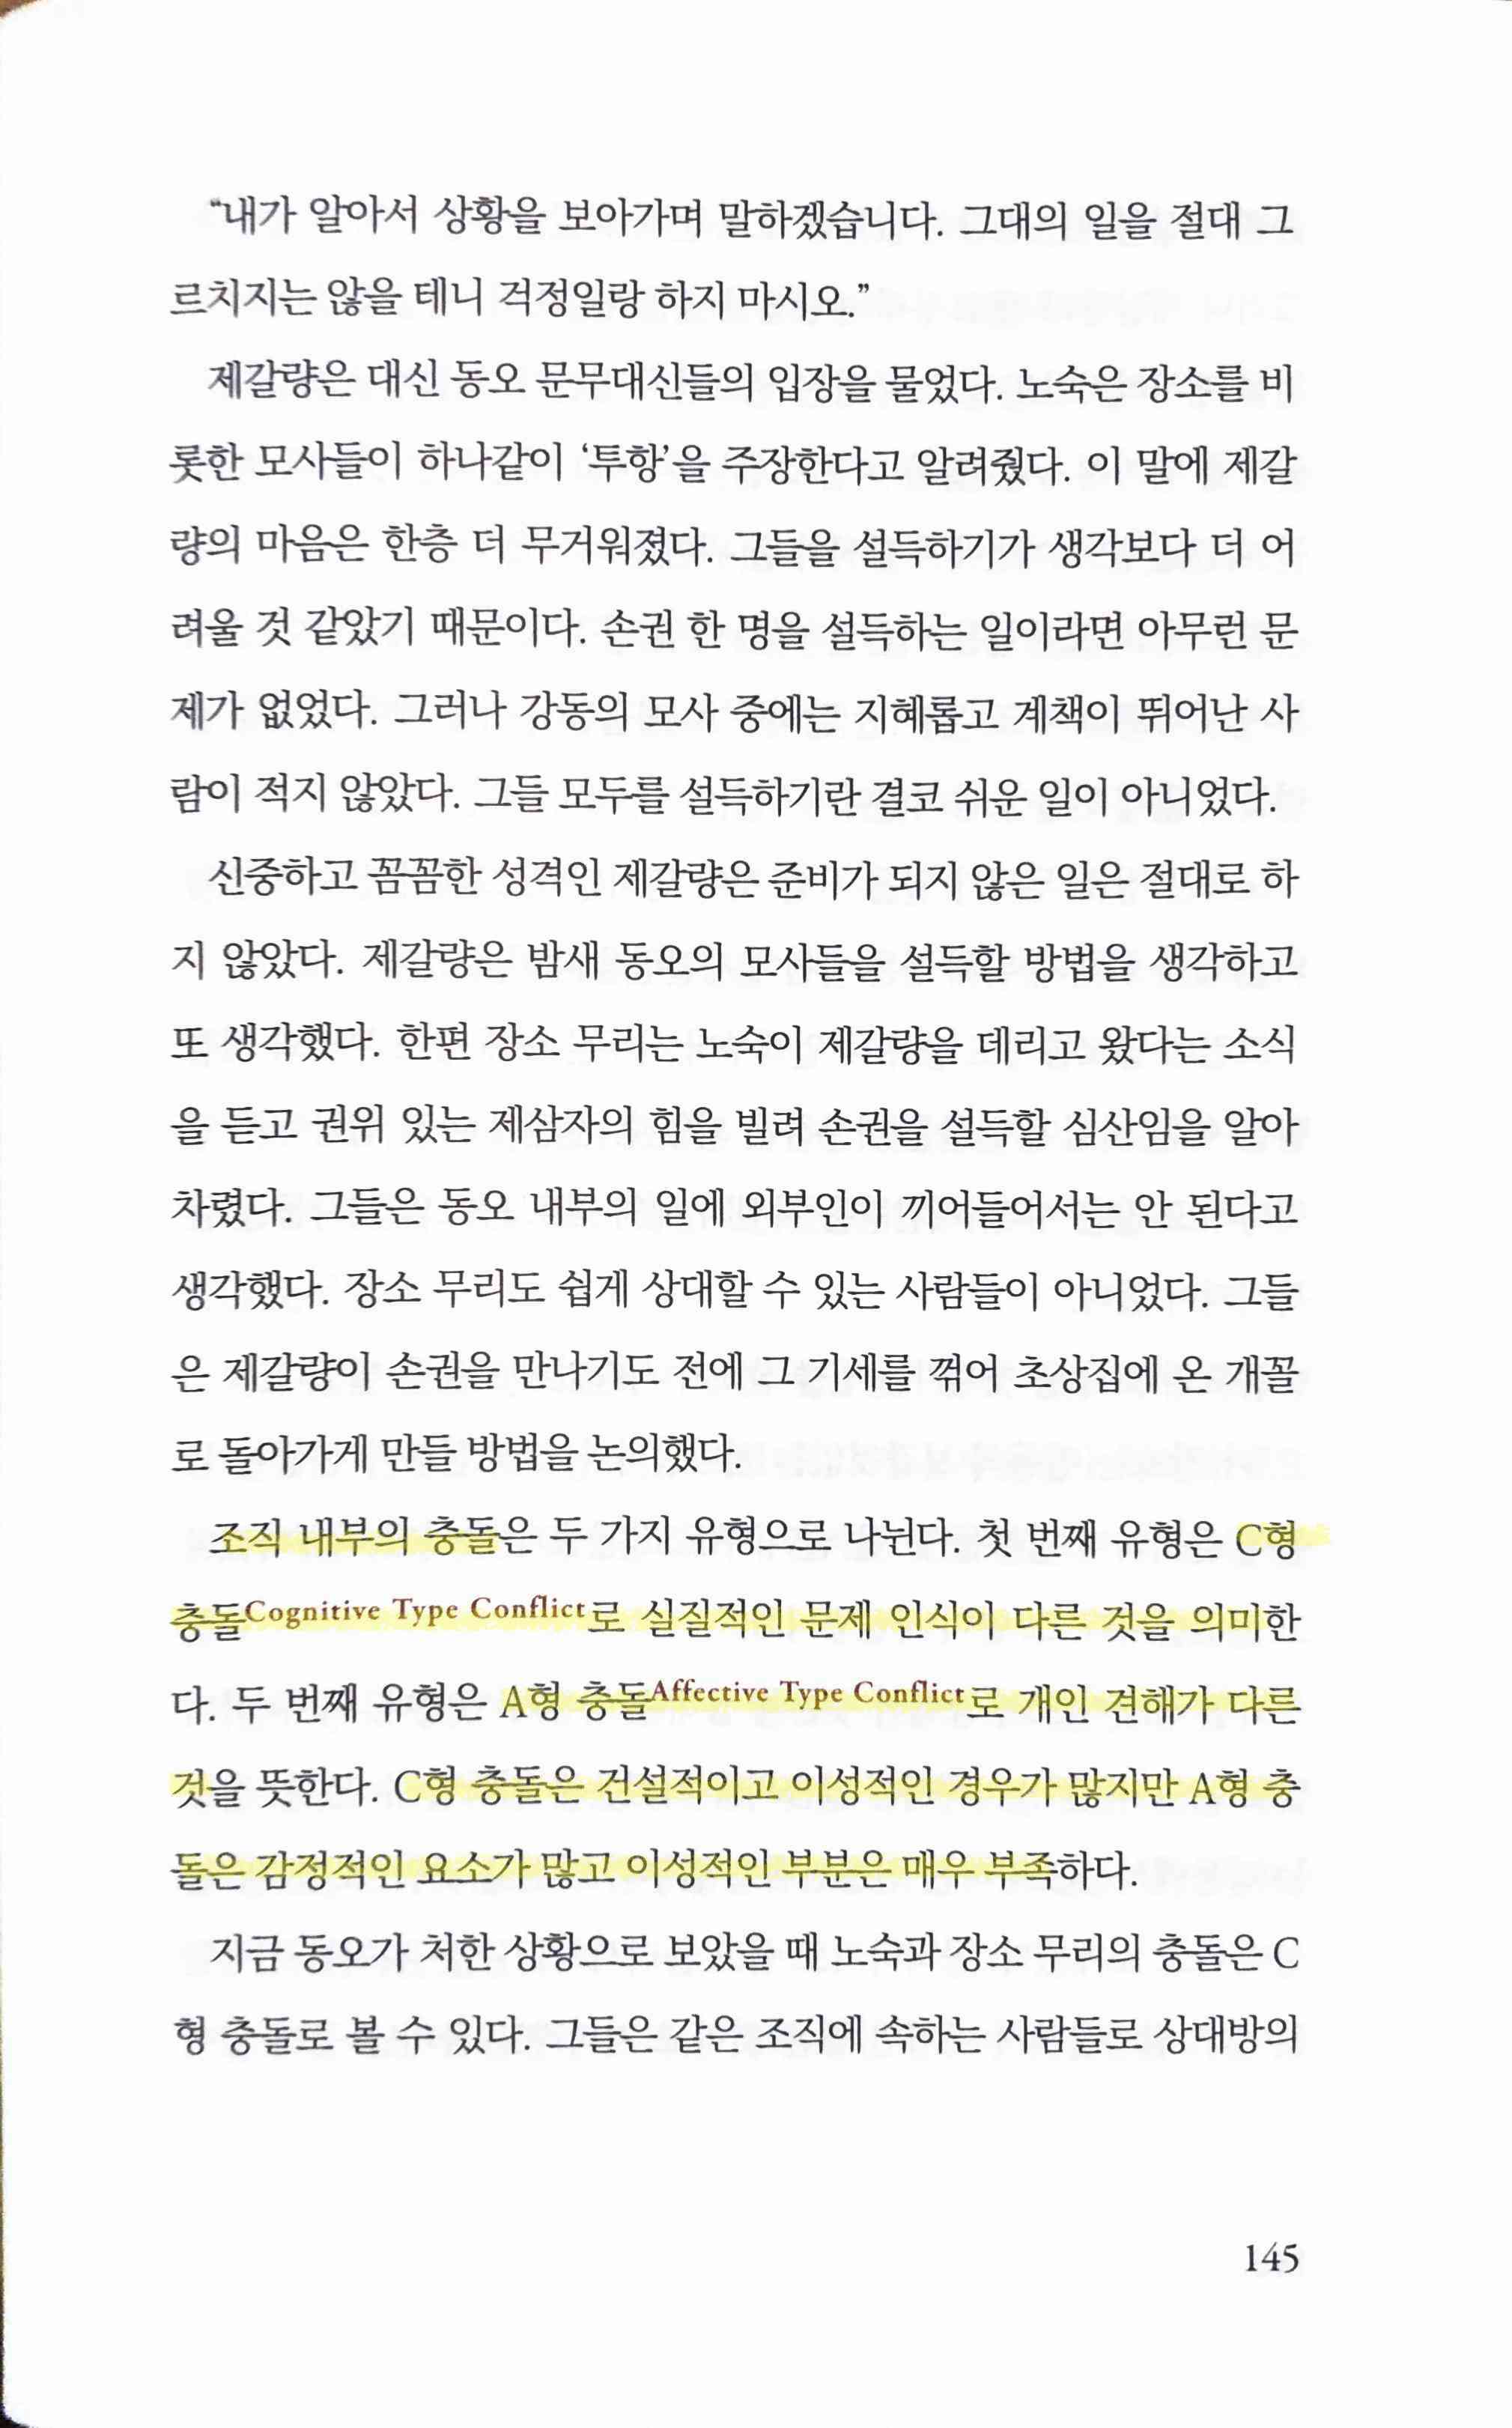 “내가 알아서 상황을 보아가며 말하겠습니다. 그대의 일을 절대 그
르치지는 않을 테니 걱정일랑 하지 마시오.”
제갈량은 대신 동오 문무대신들의 입장을 물었다. 노숙은 장소를 비
롯한 모사들이 하나같이 ‘투항’을 주장한다고 알려줬다. 이 말에 제갈
량의 마음은 한층 더 무거워졌다. 그들을 설득하기가 생각보다 더 어
려울 것 같았기 때문이다. 손권 한 명을 설득하는 일이라면 아무런 문
제가 없었다. 그러나 강동의 모사 중에는 지혜롭고 계책이 뛰어난 사
람이 적지 않았다. 그들 모두를 설득하기란 결코 쉬운 일이 아니었다.
신중하고 꼼꼼한 성격인 제갈량은 준비가 되지 않은 일은 절대로 하
지 않았다. 제갈량은 밤새 동오의 모사들을 설득할 방법을 생각하고
또 생각했다. 한편 장소 무리는 노숙이 제갈량을 데리고 왔다는 소식
을 듣고 권위 있는 제삼자의 힘을 빌려 손권을 설득할 심산임을 알아
차렸다. 그들은 동오 내부의 일에 외부인이 끼어들어서는 안 된다고
생각했다. 장소 무리도 쉽게 상대할 수 있는 사람들이 아니었다. 그들
은 제갈량이 손권을 만나기도 전에 그 기세를 꺾어 초상집에 온 개꼴
로 돌아가게 만들 방법을 논의했다.
조직 내부의 충돌은 두 가지 유형으로 나뉜다. 첫 번째 유형은 C형
충돌Cognitive Type Conflict로 실질적인 문제 인식이 다른 것을 의미한
다. 두 번째 유형은 A형 충돌Affective Type Conflict로 개인 견해가 다른
것을 뜻한다. C형 충돌은 건설적이고 이성적인 경우가 많지만 A형 충
돌은 감정적인 요소가 많고 이성적인 부분은 매우 부족하다.
지금 동오가 처한 상황으로 보았을 때 노숙과 장소 무리의 충돌은 C
형 충돌로 볼 수 있다. 그들은 같은 조직에 속하는 사람들로 상대방의
145